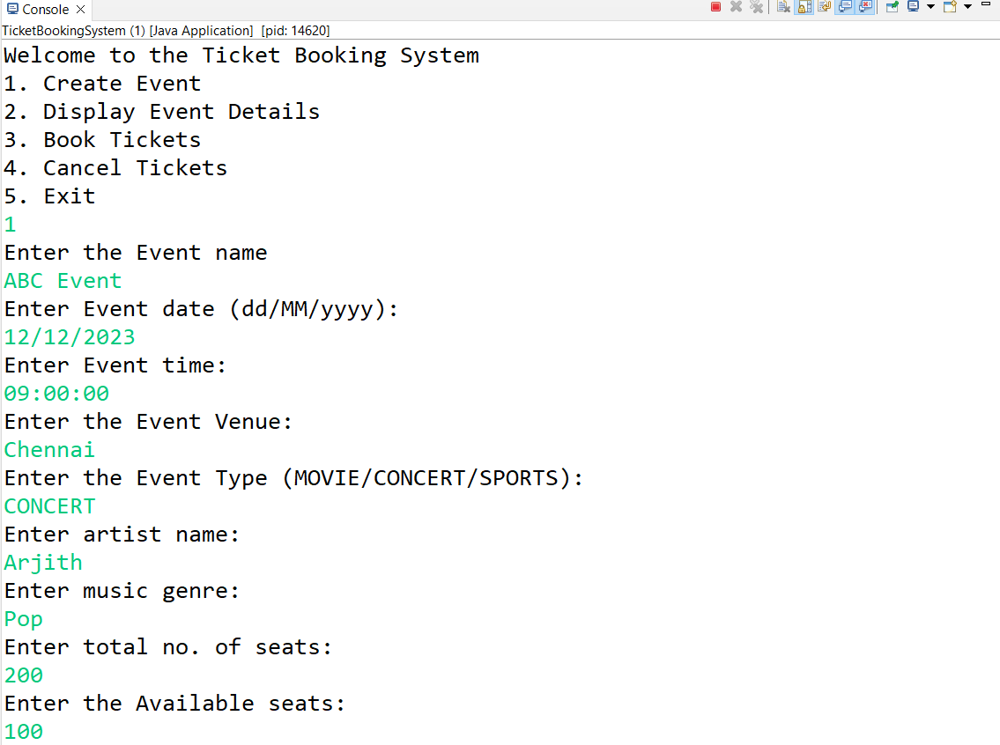 Console
TicketBookingSystem (1) [Java Application] [pid: 14620]
Welcome to the Ticket Booking System
1. Create Event
2. Display Event Details
3. Book Tickets
4. Cancel Tickets
5. Exit
1
Enter the Event name
ABC Event
Enter Event date (dd/MM/yyyy):
12/12/2023
Enter Event time:
09:00:00
Enter the Event Venue:
Chennai
Enter the Event Type (MOVIE/CONCERT/SPORTS):
CONCERT
Enter artist name:
Arjith
Enter music genre:
Pop
Enter total no. of seats:
200
Enter the Available seats:
100